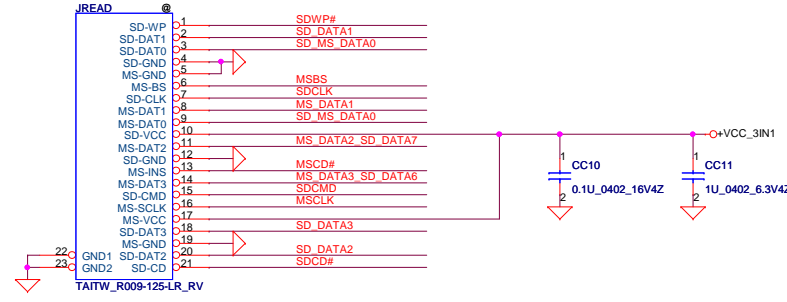 JREAD @
SD-WP 1 SDWP#
SD-DAT1 2 SD_DATA1
SD-DAT0 3 SD_MS_DATA0
SD-GND 4
MS-GND 5
MS-BS 6 MSBS
SD-CLK 7 SDCLK
MS-DAT1 8 MS_DATA1
MS-DAT0 9 SD_MS_DATA0
SD-VCC 10 +VCC_3IN1
MS-DAT2 11 MS_DATA2_SD_DATA7
SD-GND 12
MS-INS 13 MSCD#
MS-DAT3 14 MS_DATA3_SD_DATA6
SD-CMD 15 SDCMD
MS-SCLK 16 MSCLK
MS-VCC 17
SD-DAT3 18 SD_DATA3
MS-GND 19
22 GND1 SD-DAT2 20 SD_DATA2
23 GND2 SD-CD 21 SDCD#
TAITW_R009-125-LR_RV
1
CC10
0.1U_0402_16V4Z
2
1
CC11
1U_0402_6.3V4Z
2